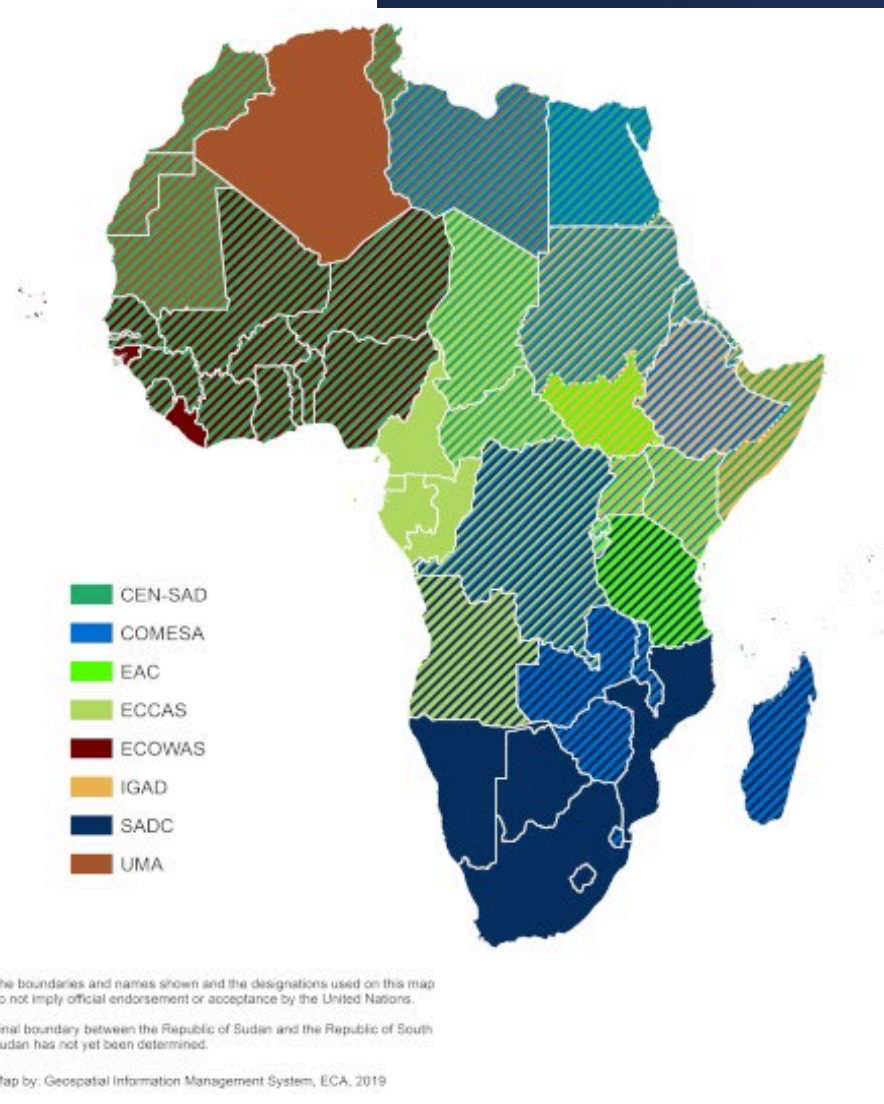 CEN-SAD
COMESA
EAC
ECCAS
ECOWAS
IGAD
SADC
UMA
he boundaries and names shown and the designations used on this map
o not imply official endorsement or acceptance by the United Nations.
inal boundary between the Republic of Sudan and the Republic of South
udan has not yet been determined.
Map by: Geospatial Information Management System, ECA, 2019